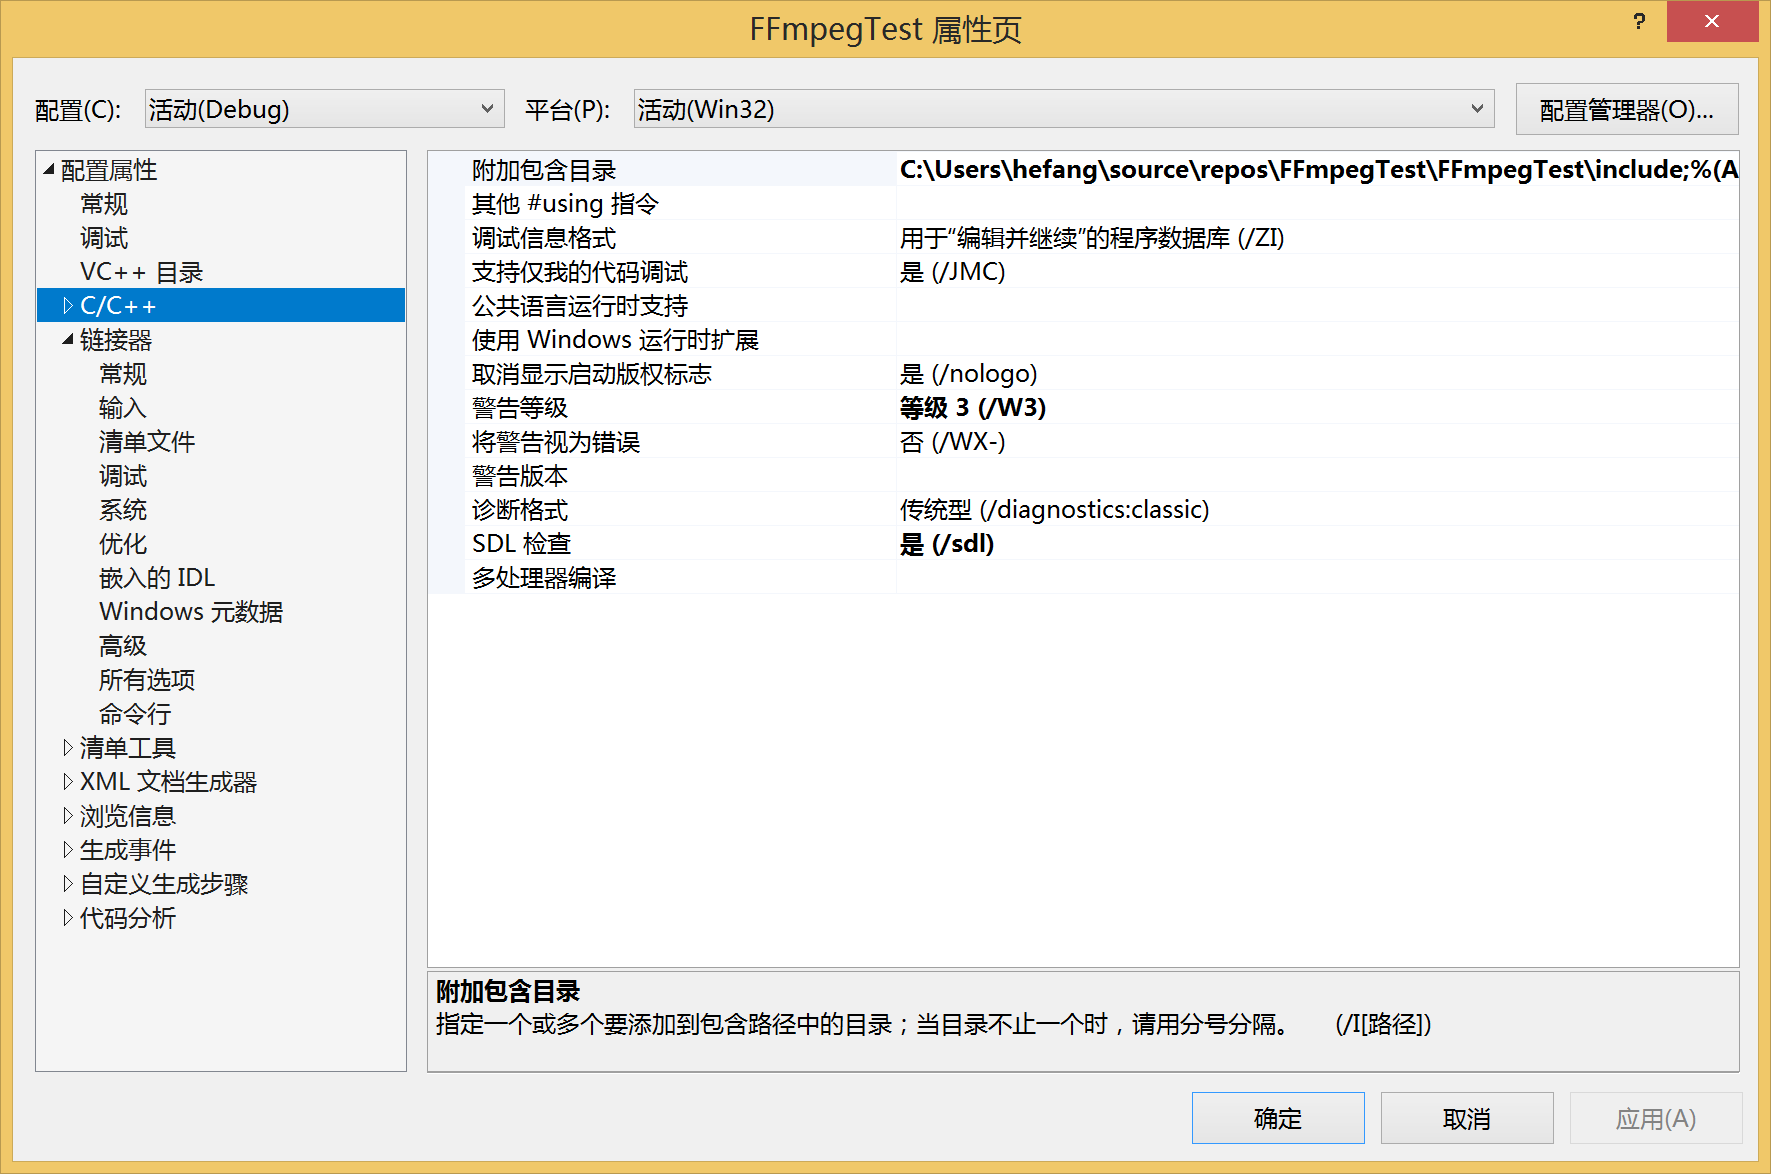 FFmpegTest 属性页
?
配置(C): 活动(Debug) 平台(P): 活动(Win32) 配置管理器(O)...
配置属性
常规
调试
VC++ 目录
C/C++
链接器
常规
输入
清单文件
调试
系统
优化
嵌入的 IDL
Windows 元数据
高级
所有选项
命令行
清单工具
XML 文档生成器
浏览信息
生成事件
自定义生成步骤
代码分析
附加包含目录 C:\Users\hefang\source\repos\FFmpegTest\FFmpegTest\include;%(A
其他 #using 指令
调试信息格式 用于“编辑并继续”的程序数据库 (/ZI)
支持仅我的代码调试 是 (/JMC)
公共语言运行时支持
使用 Windows 运行时扩展
取消显示启动版权标志 是 (/nologo)
警告等级 等级 3 (/W3)
将警告视为错误 否 (/WX-)
警告版本
诊断格式 传统型 (/diagnostics:classic)
SDL 检查 是 (/sdl)
多处理器编译
附加包含目录
指定一个或多个要添加到包含路径中的目录；当目录不止一个时，请用分号分隔。 (/I[路径])
确定 取消 应用(A)